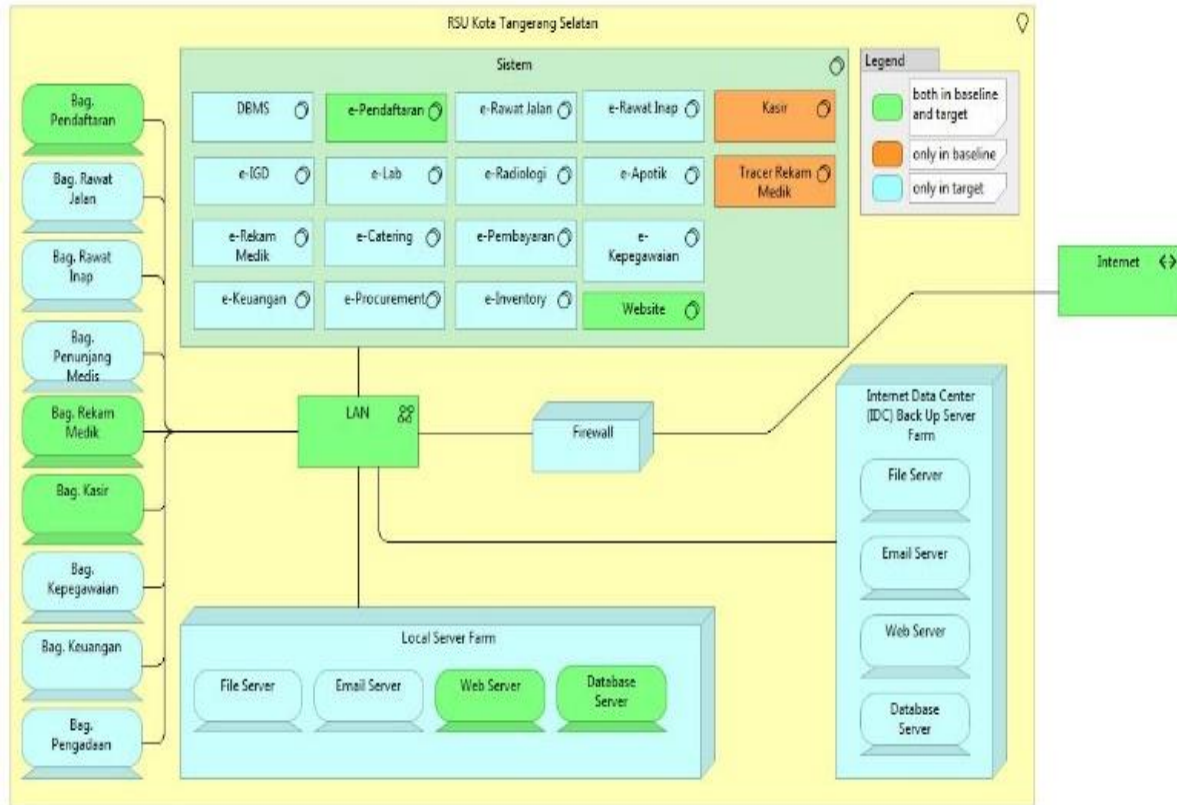 RSU Kota Tangerang Selatan
Bag.
Pendaftaran
Bag. Rawat
Jalan
Bag. Rawat
Inap
Bag.
Penunjang
Medis
Bag. Rekam
Medik
Bag. Kasir
Bag.
Kepegawaian
Bag. Keuangan
Bag.
Pengadaan
Sistem
DBMS
e-Pendaftaran
e-Rawat Jalan
e-Rawat Inap
Kasir
e-IGD
e-Lab
e-Radiologi
e-Apotik
Tracer Rekam
Medik
e-Rekam
Medik
e-Catering
e-Pembayaran
e-
Kepegawaian
e-Keuangan
e-Procurement
e-Inventory
Website
Legend
both in baseline
and target
only in baseline
only in target
Internet
LAN
Firewall
Internet Data Center
(IDC) Back Up Server
Farm
File Server
Email Server
Web Server
Database
Server
Local Server Farm
File Server
Email Server
Web Server
Database
Server